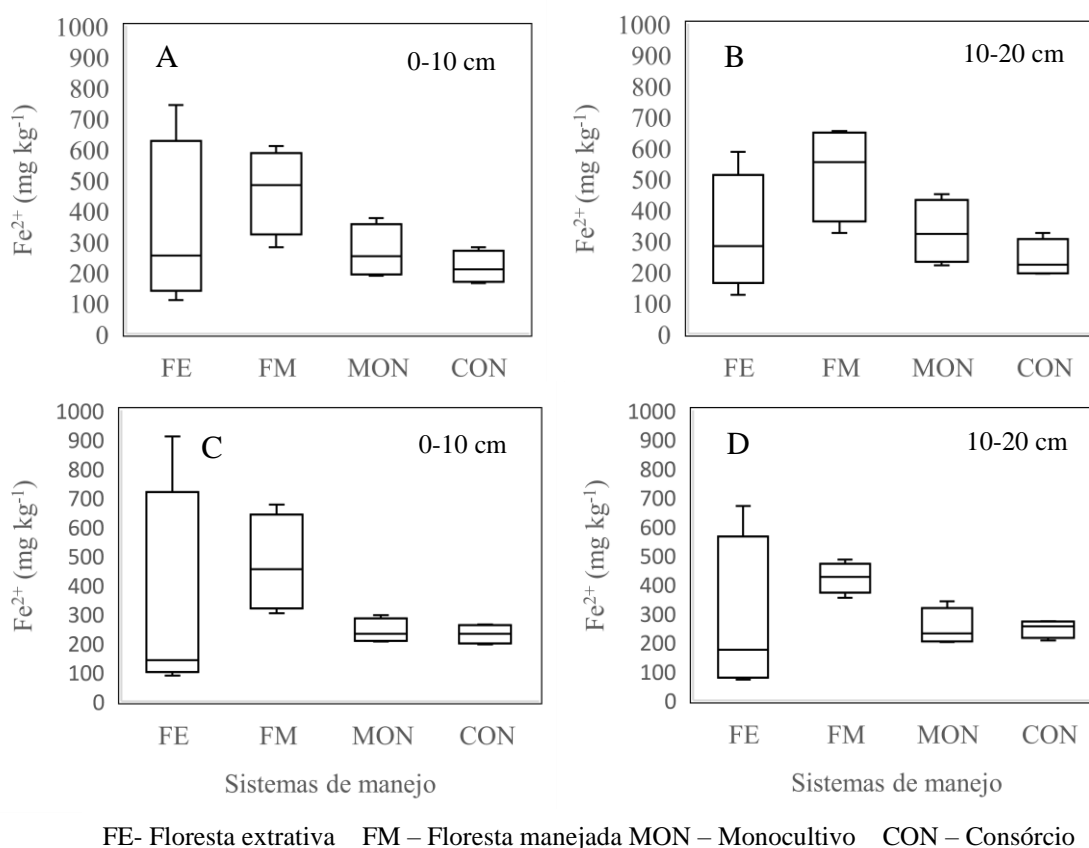 A
0-10 cm
Fe²⁺ (mg kg⁻¹)
1000
900
800
700
600
500
400
300
200
100
0
FE FM MON CON
B
10-20 cm
Fe²⁺ (mg kg⁻¹)
1000
900
800
700
600
500
400
300
200
100
0
FE FM MON CON
C
0-10 cm
Fe²⁺ (mg kg⁻¹)
1000
900
800
700
600
500
400
300
200
100
0
FE FM MON CON
Sistemas de manejo
D
10-20 cm
Fe²⁺ (mg kg⁻¹)
1000
900
800
700
600
500
400
300
200
100
0
FE FM MON CON
Sistemas de manejo
FE- Floresta extrativa FM – Floresta manejada MON – Monocultivo CON – Consórcio